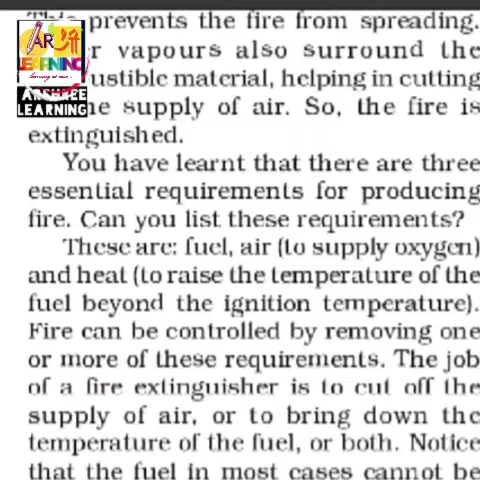 This prevents the fire from spreading.
r vapours also surround the
ustible material, helping in cutting
he supply of air. So, the fire is
extinguished.
You have learnt that there are three
essential requirements for producing
fire. Can you list these requirements?
These are: fuel, air (to supply oxygen)
and heat (to raise the temperature of the
fuel beyond the ignition temperature).
Fire can be controlled by removing one
or more of these requirements. The job
of a fire extinguisher is to cut off the
supply of air, or to bring down the
temperature of the fuel, or both. Notice
that the fuel in most cases cannot be
LEARNING
LEARNING